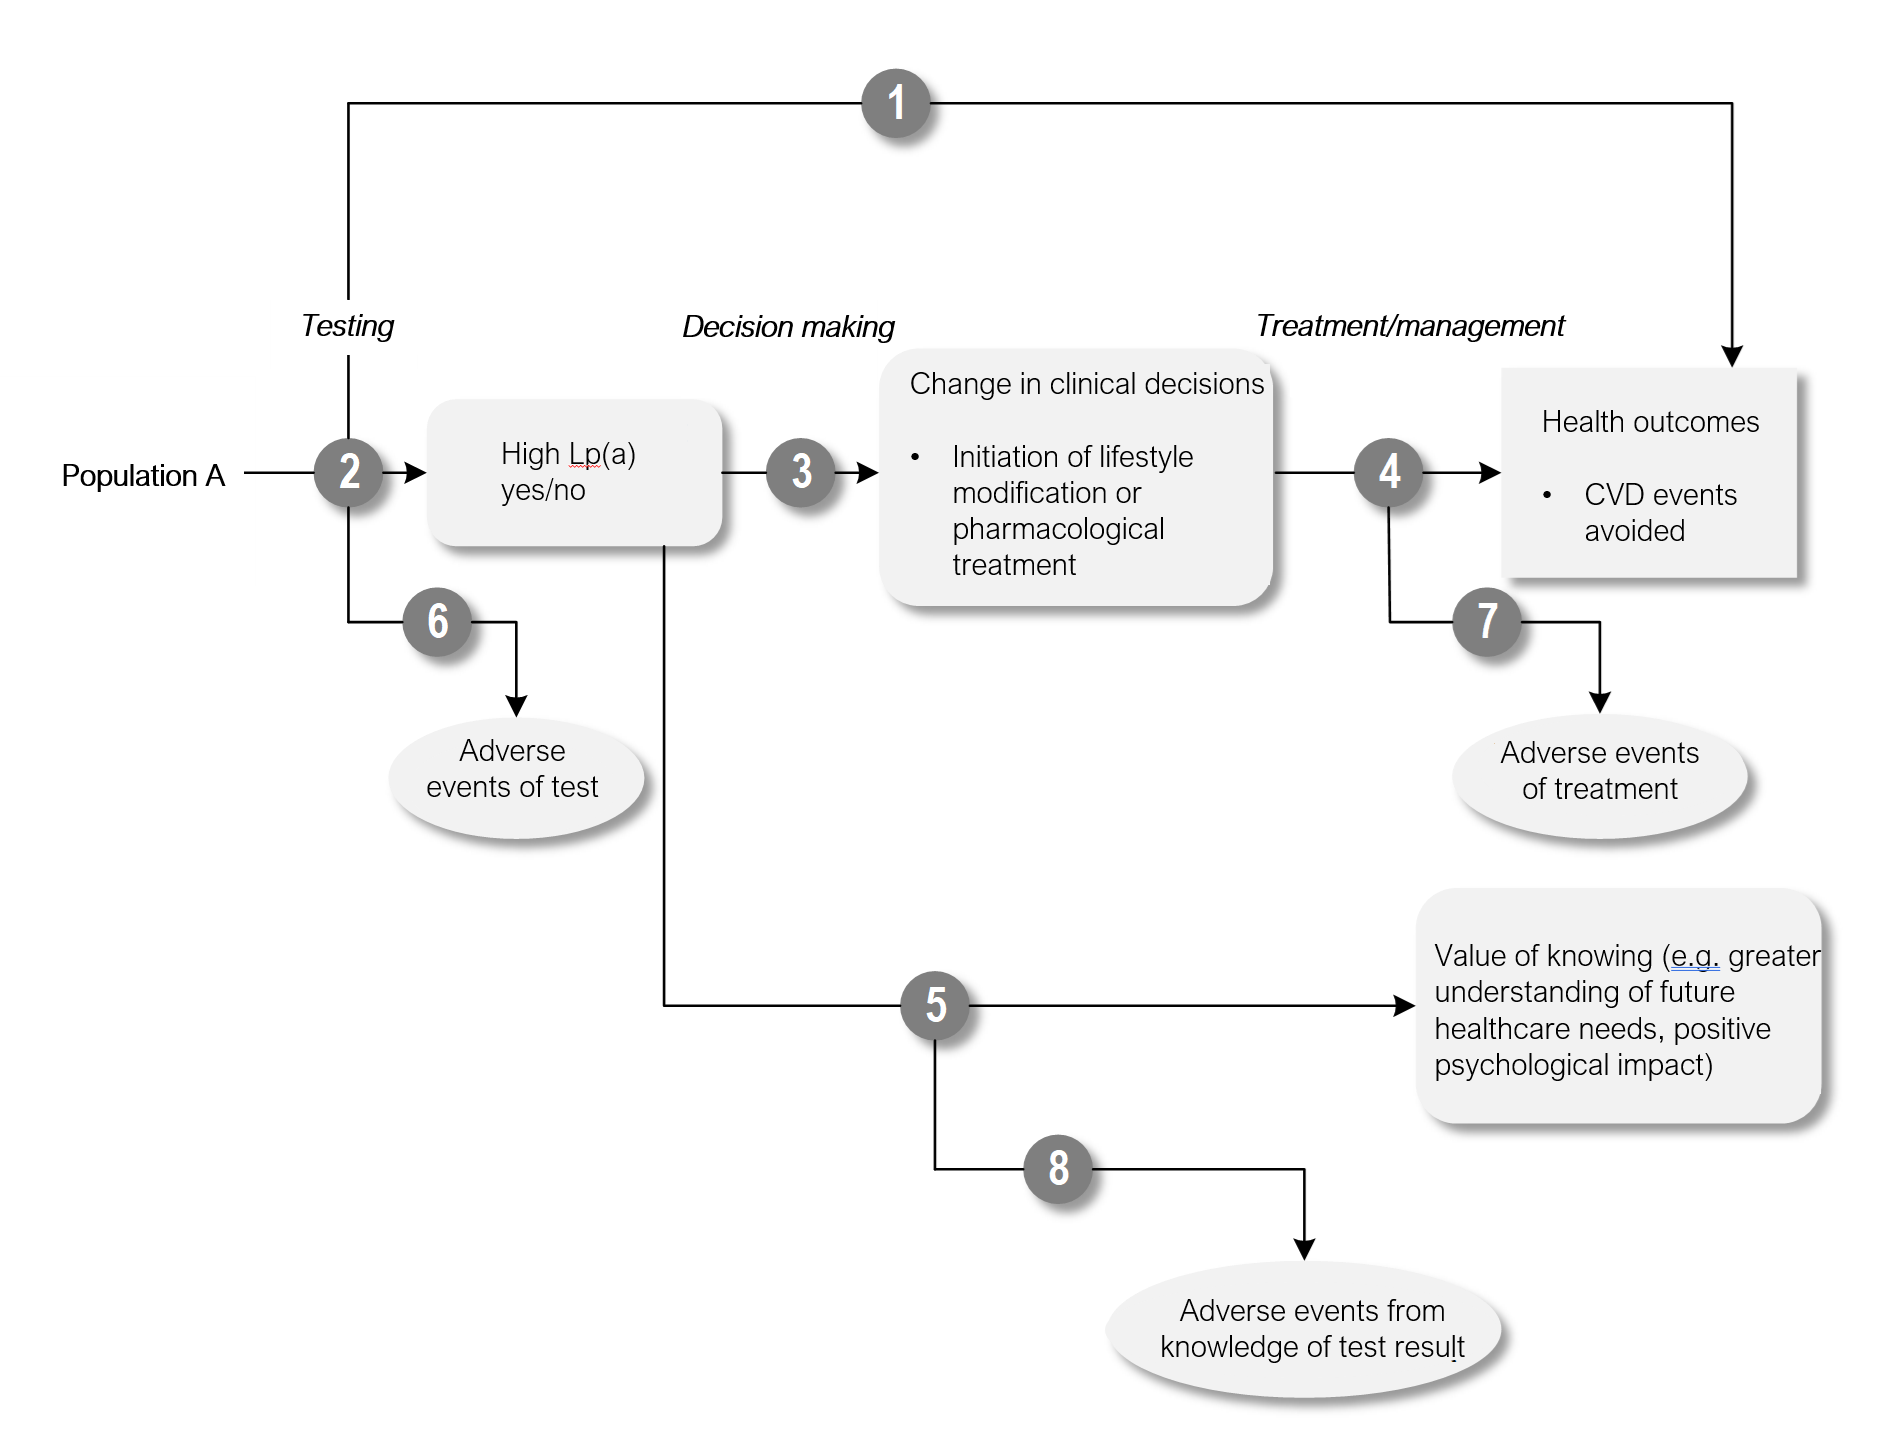 1
Testing
Decision making
Treatment/management
Population A
2
High Lp(a)
yes/no
3
Change in clinical decisions
• Initiation of lifestyle
modification or
pharmacological
treatment
4
Health outcomes
• CVD events
avoided
6
7
Adverse
events of test
Adverse events
of treatment
5
Value of knowing (e.g. greater
understanding of future
healthcare needs, positive
psychological impact)
8
Adverse events from
knowledge of test result